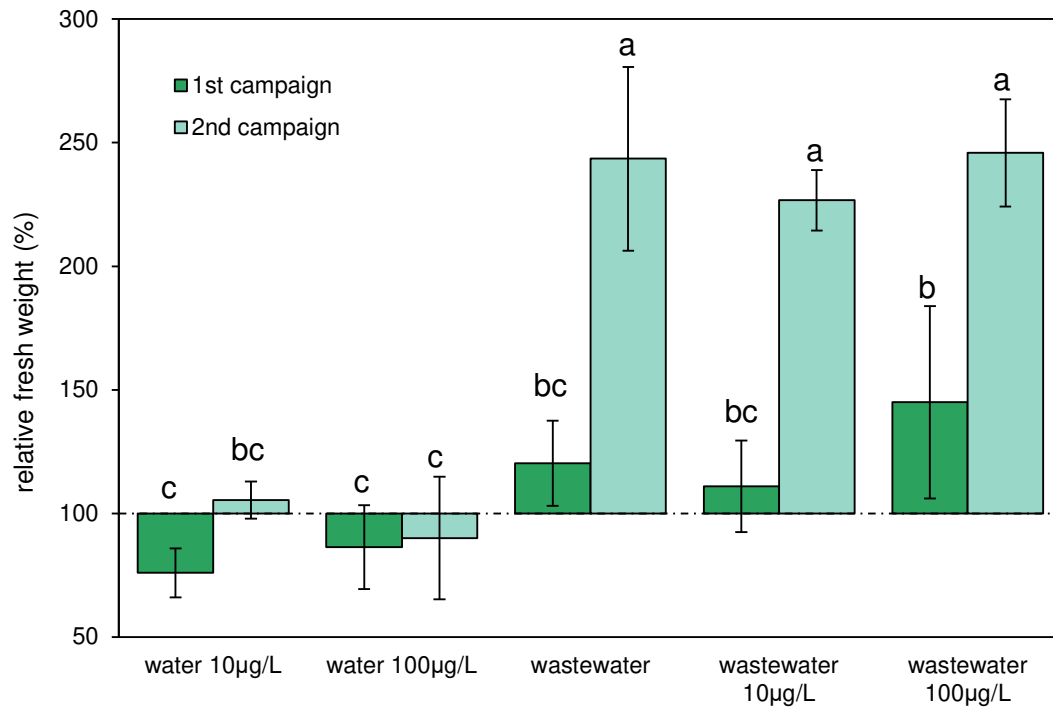 300
250
200
150
100
50
relative fresh weight (%)
1st campaign
2nd campaign
c
bc
c
c
bc
a
bc
a
b
a
water 10µg/L
water 100µg/L
wastewater
wastewater
10µg/L
wastewater
100µg/L